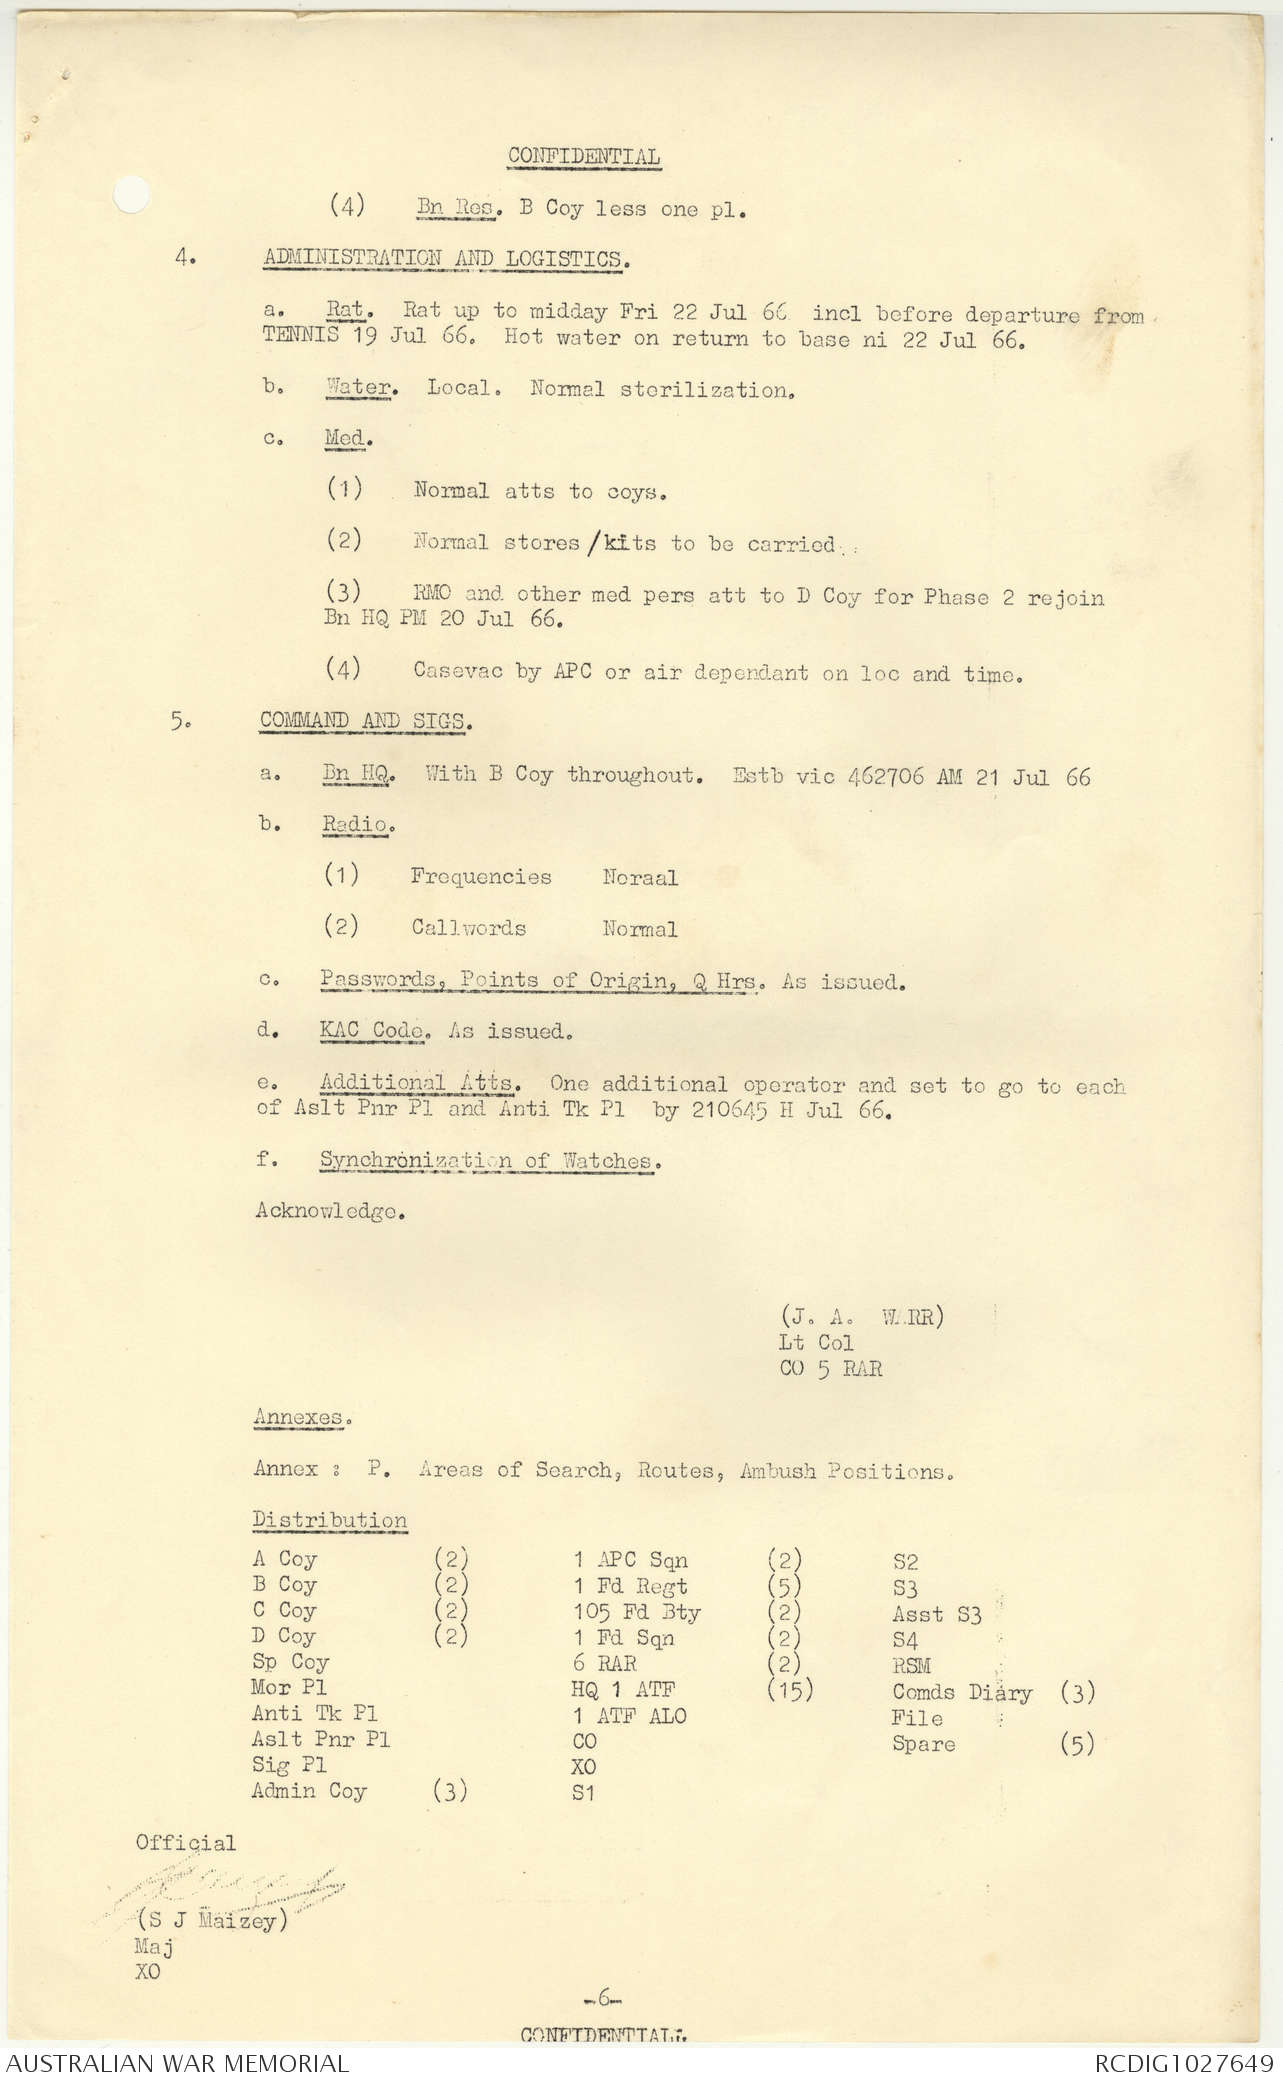 CONFIDENTIAL
(4) Bn Res. B Coy less one pl.
4. ADMINISTRATION AND LOGISTICS.
a. Rat. Rat up to midday Fri 22 Jul 66 incl before departure from
TENNIS 19 Jul 66. Hot water on return to base ni 22 Jul 66.
b. Water. Local. Normal sterilization.
c. Med.
(1) Normal atts to coys.
(2) Normal stores/kits to be carried.
(3) RMO and other med pers att to D Coy for Phase 2 rejoin
Bn HQ PM 20 Jul 66.
(4) Casevac by APC or air dependant on loc and time.
5. COMMAND AND SIGS.
a. Bn HQ. With B Coy throughout. Estb vic 462706 AM 21 Jul 66
b. Radio.
(1) Frequencies Noraal
(2) Callwords Normal
c. Passwords, Points of Origin, Q Hrs. As issued.
d. KAC Code. As issued.
e. Additional Atts. One additional operator and set to go to each
of Aslt Pnr Pl and Anti Tk Pl by 210645 H Jul 66.
f. Synchronization of Watches.
Acknowledge.
(J. A. WARR)
Lt Col
CO 5 RAR
Annexes.
Annex : P. Areas of Search, Routes, Ambush Positions.
Distribution
A Coy (2) 1 APC Sqn (2) S2
B Coy (2) 1 Fd Regt (5) S3
C Coy (2) 105 Fd Bty (2) Asst S3
D Coy (2) 1 Fd Sqn (2) S4
Sp Coy 6 RAR (2) RSM
Mor Pl HQ 1 ATF (15) Comds Diary (3)
Anti Tk Pl 1 ATF ALO File
Aslt Pnr Pl CO Spare (5)
Sig Pl XO
Admin Coy (3) S1
Official
(S J Maizey)
Maj
XO
-6-
CONFIDENTIAL.
AUSTRALIAN WAR MEMORIAL RCDIG1027649